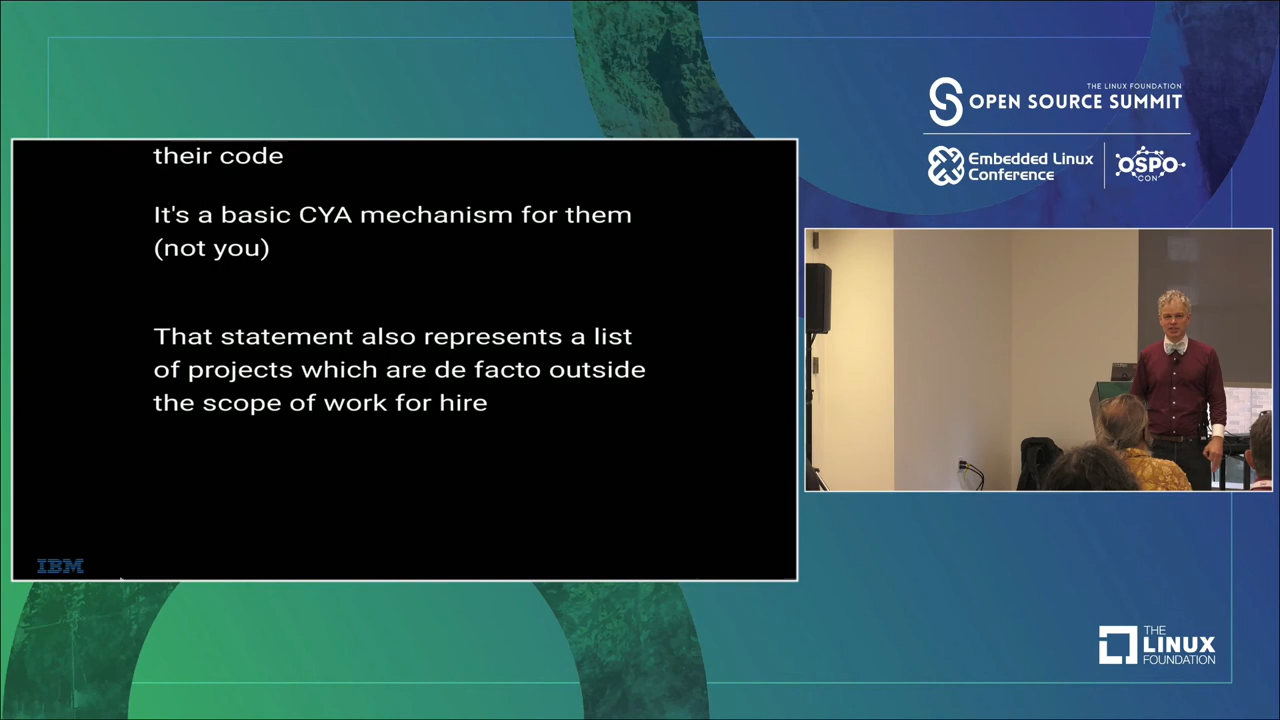 THE LINUX FOUNDATION
OPEN SOURCE SUMMIT
Embedded Linux
Conference
OSPO
CON
their code
It's a basic CYA mechanism for them
(not you)
That statement also represents a list
of projects which are de facto outside
the scope of work for hire
IBM
THE
LINUX
FOUNDATION